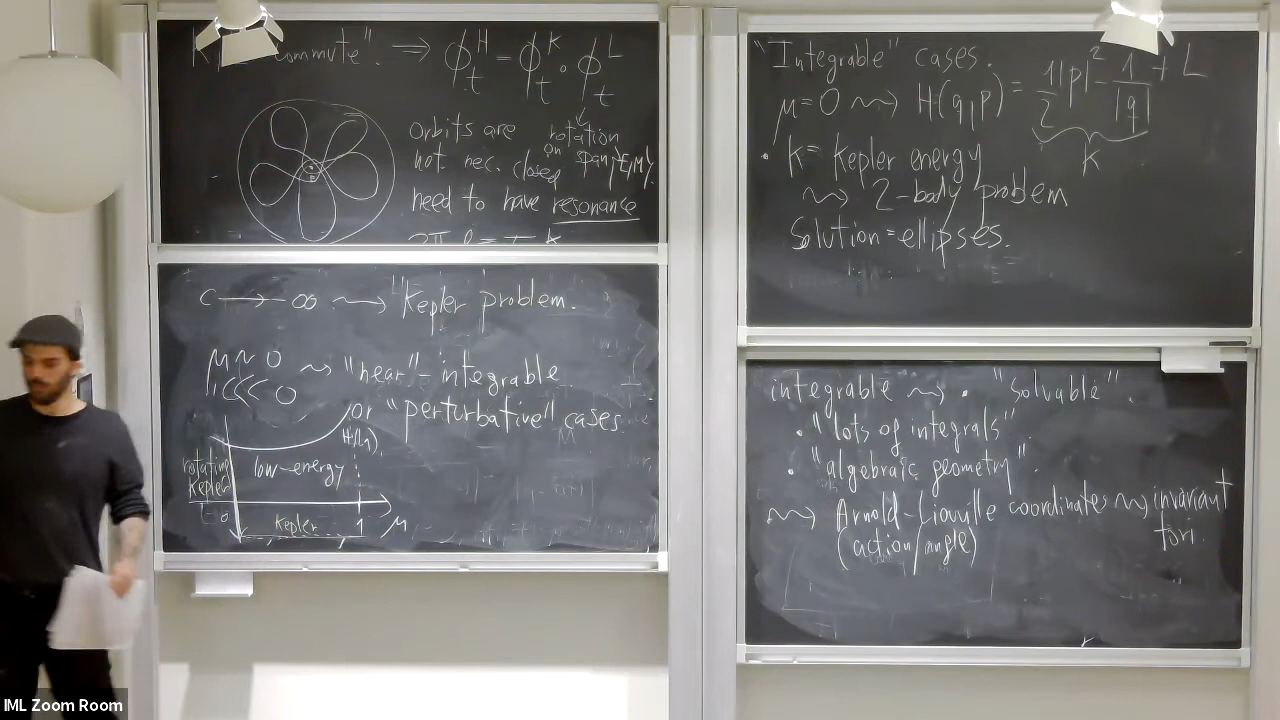 commute" ⟹ ϕ_t^H = ϕ_t^K ∘ ϕ_t^L
Orbits are
not nec. closed
rotation
on span
need to have resonance
c → -∞ ⇝ "Kepler problem.
μ ~ 0 ⇝ "near"-integrable
μ <<< 0
or "perturbative" cases.
H(L₁)
rotating
Kepler
low-energy
Kepler
1
μ
"Integrable" cases.
μ=0 ⇝ H(q,p) = 1/2|p|² - 1/|q| + L
K
• K = Kepler energy
⇝ 2-body problem
Solution = ellipses.
integrable ⇝ • "Solvable".
• "lots of integrals"
• "algebraic geometry".
⇝ Arnold-Liouville coordinates ⇝ invariant
(action/angle)
tori.
IML Zoom Room